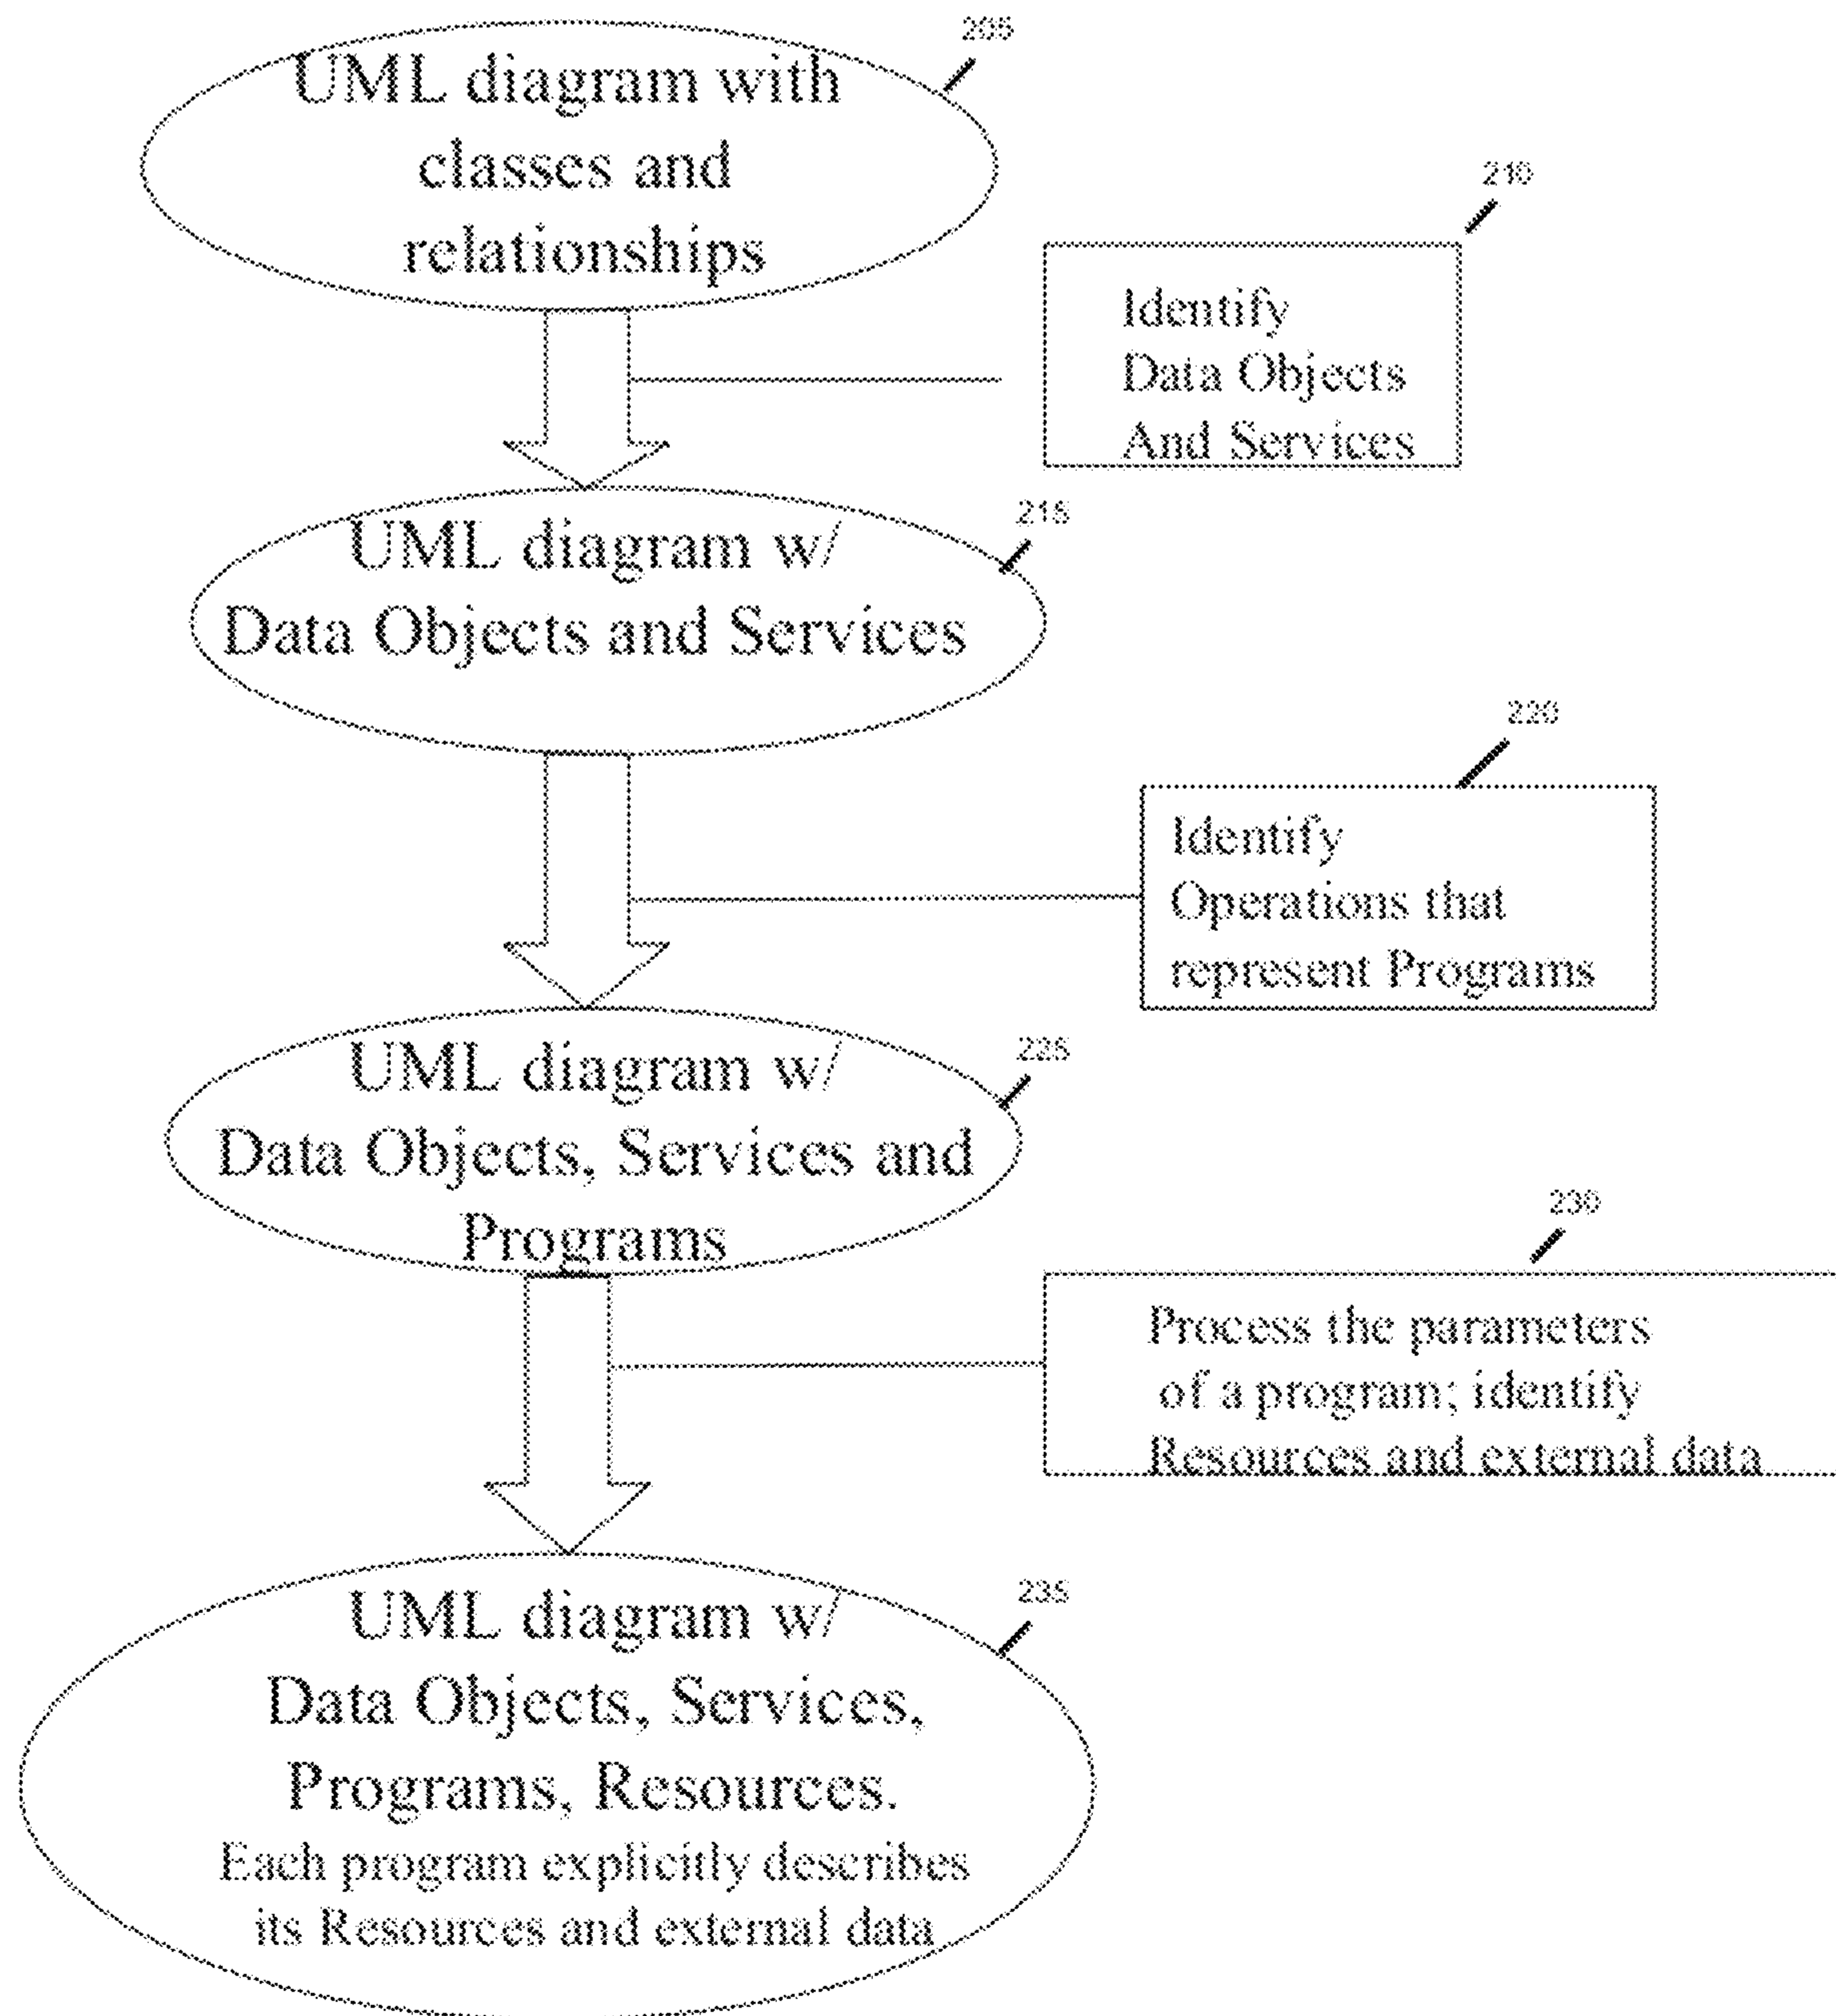 205
UML diagram with
classes and
relationships
210
Identify
Data Objects
And Services
215
UML diagram w/
Data Objects and Services
220
Identify
Operations that
represent Programs
225
UML diagram w/
Data Objects, Services and
Programs
230
Process the parameters
of a program; identify
Resources and external data
235
UML diagram w/
Data Objects, Services,
Programs, Resources.
Each program explicitly describes
its Resources and external data